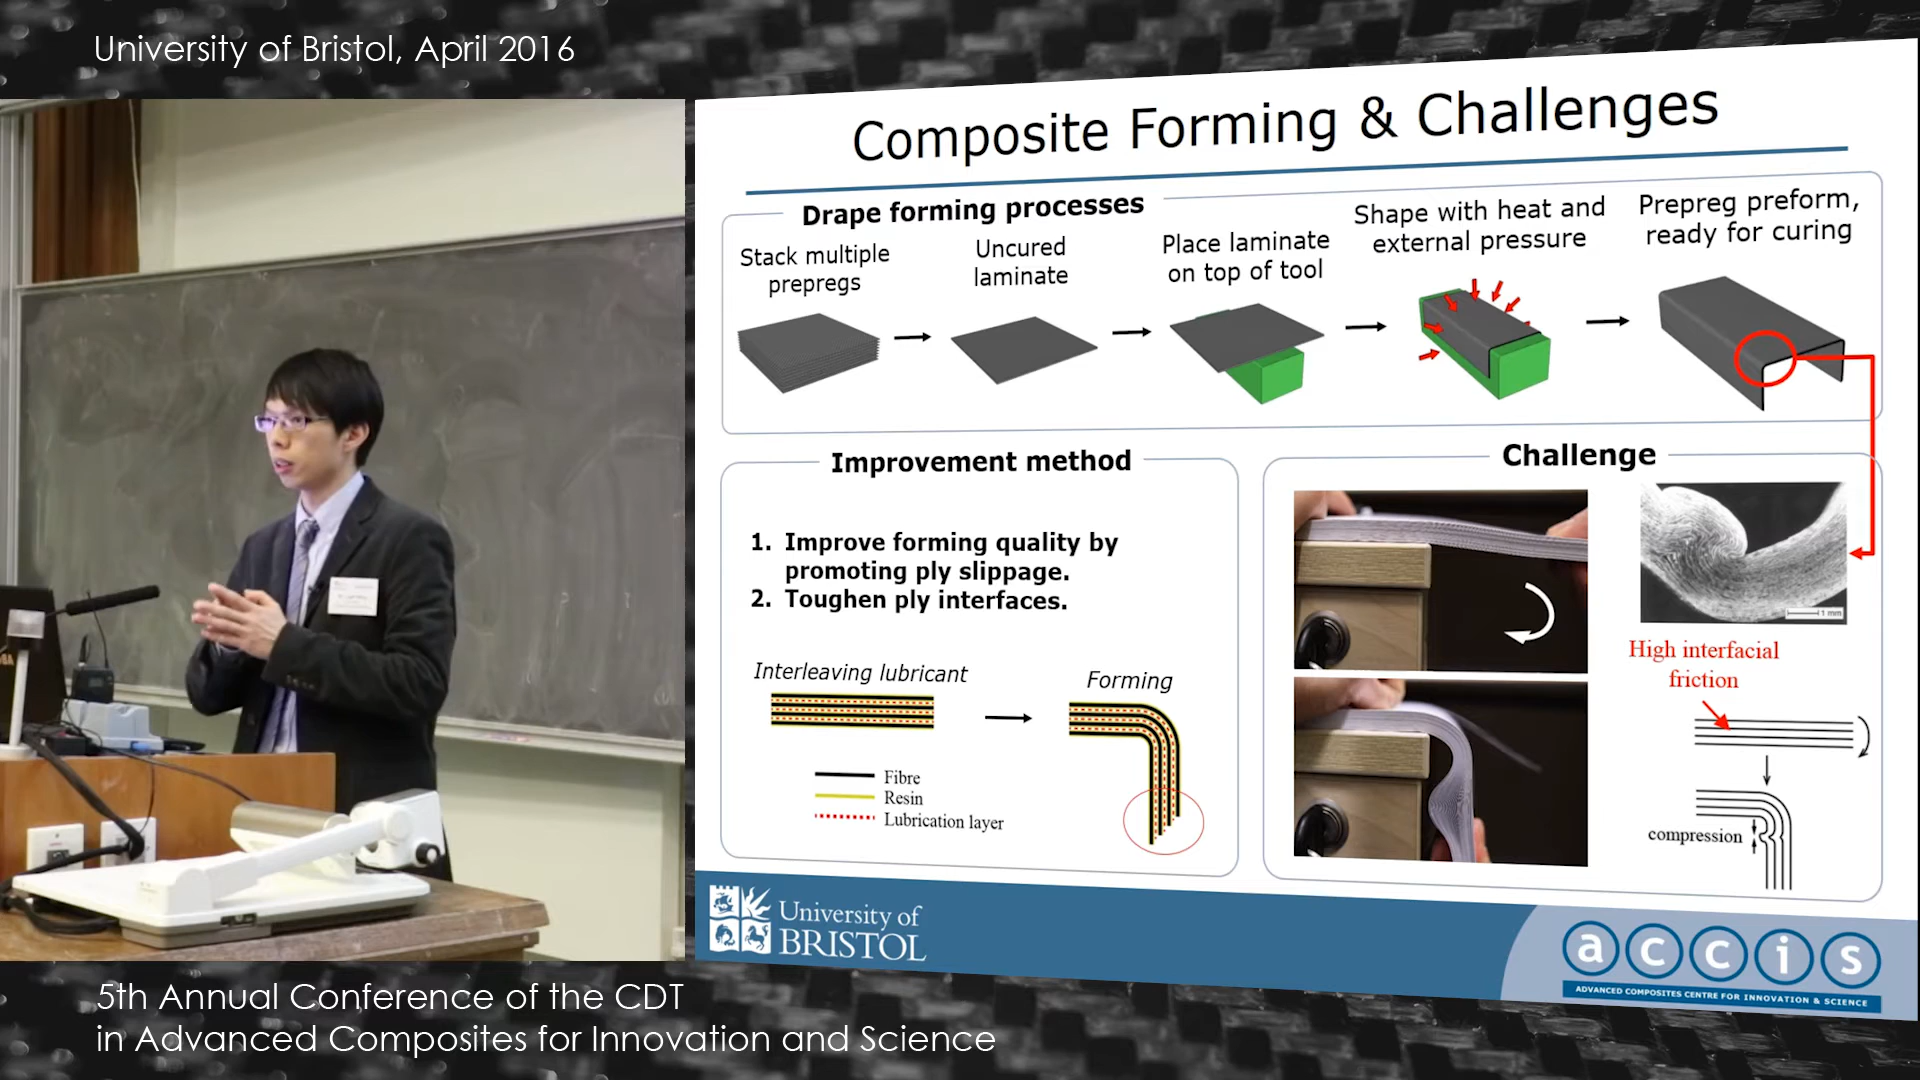 University of Bristol, April 2016
Composite Forming & Challenges
Drape forming processes
Stack multiple
prepregs
Uncured
laminate
Place laminate
on top of tool
Shape with heat and
external pressure
Prepreg preform,
ready for curing
Improvement method
1. Improve forming quality by
promoting ply slippage.
2. Toughen ply interfaces.
Interleaving lubricant
Forming
Fibre
Resin
Lubrication layer
Challenge
1 mm
High interfacial
friction
compression
University of
BRISTOL
accis
ADVANCED COMPOSITES CENTRE FOR INNOVATION & SCIENCE
5th Annual Conference of the CDT
in Advanced Composites for Innovation and Science